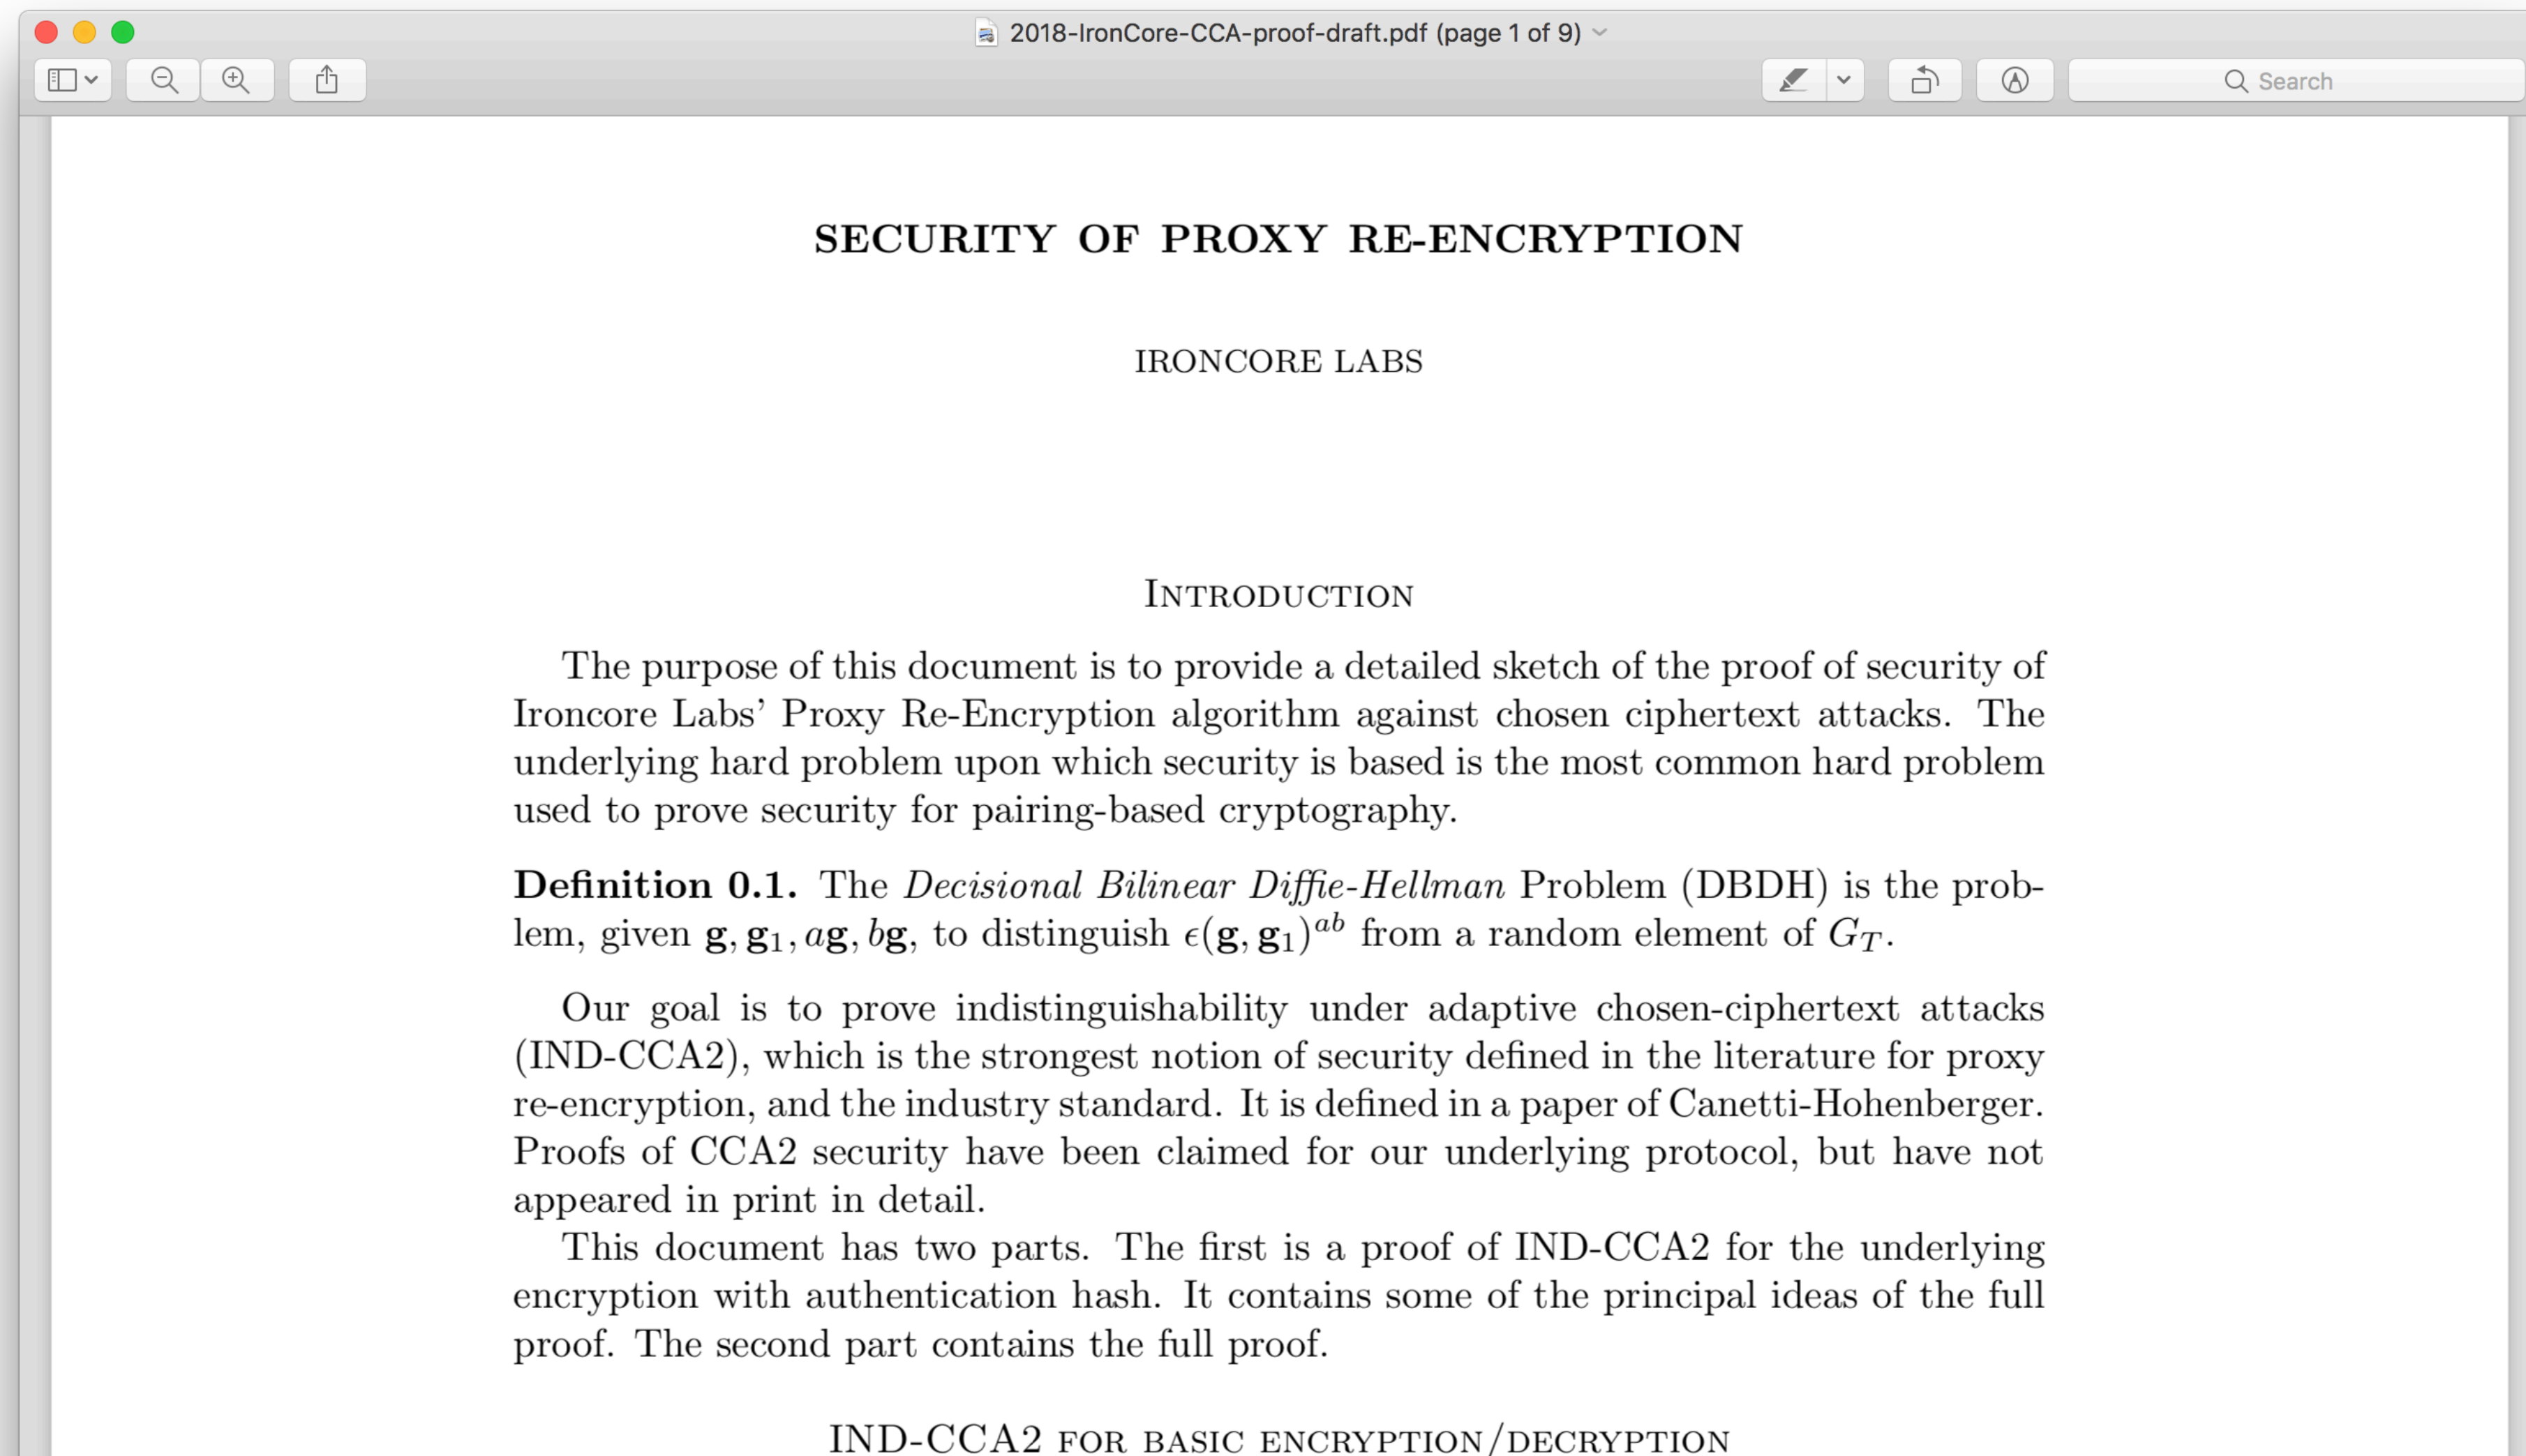 2018-IronCore-CCA-proof-draft.pdf (page 1 of 9)
Search
SECURITY OF PROXY RE-ENCRYPTION
IRONCORE LABS
Introduction
The purpose of this document is to provide a detailed sketch of the proof of security of
Ironcore Labs' Proxy Re-Encryption algorithm against chosen ciphertext attacks. The
underlying hard problem upon which security is based is the most common hard problem
used to prove security for pairing-based cryptography.
Definition 0.1. The Decisional Bilinear Diffie-Hellman Problem (DBDH) is the prob-
lem, given g, g₁, ag, bg, to distinguish ϵ(g, g₁)ᵃᵇ from a random element of G_T.
Our goal is to prove indistinguishability under adaptive chosen-ciphertext attacks
(IND-CCA2), which is the strongest notion of security defined in the literature for proxy
re-encryption, and the industry standard. It is defined in a paper of Canetti-Hohenberger.
Proofs of CCA2 security have been claimed for our underlying protocol, but have not
appeared in print in detail.
This document has two parts. The first is a proof of IND-CCA2 for the underlying
encryption with authentication hash. It contains some of the principal ideas of the full
proof. The second part contains the full proof.
IND-CCA2 for basic encryption/decryption